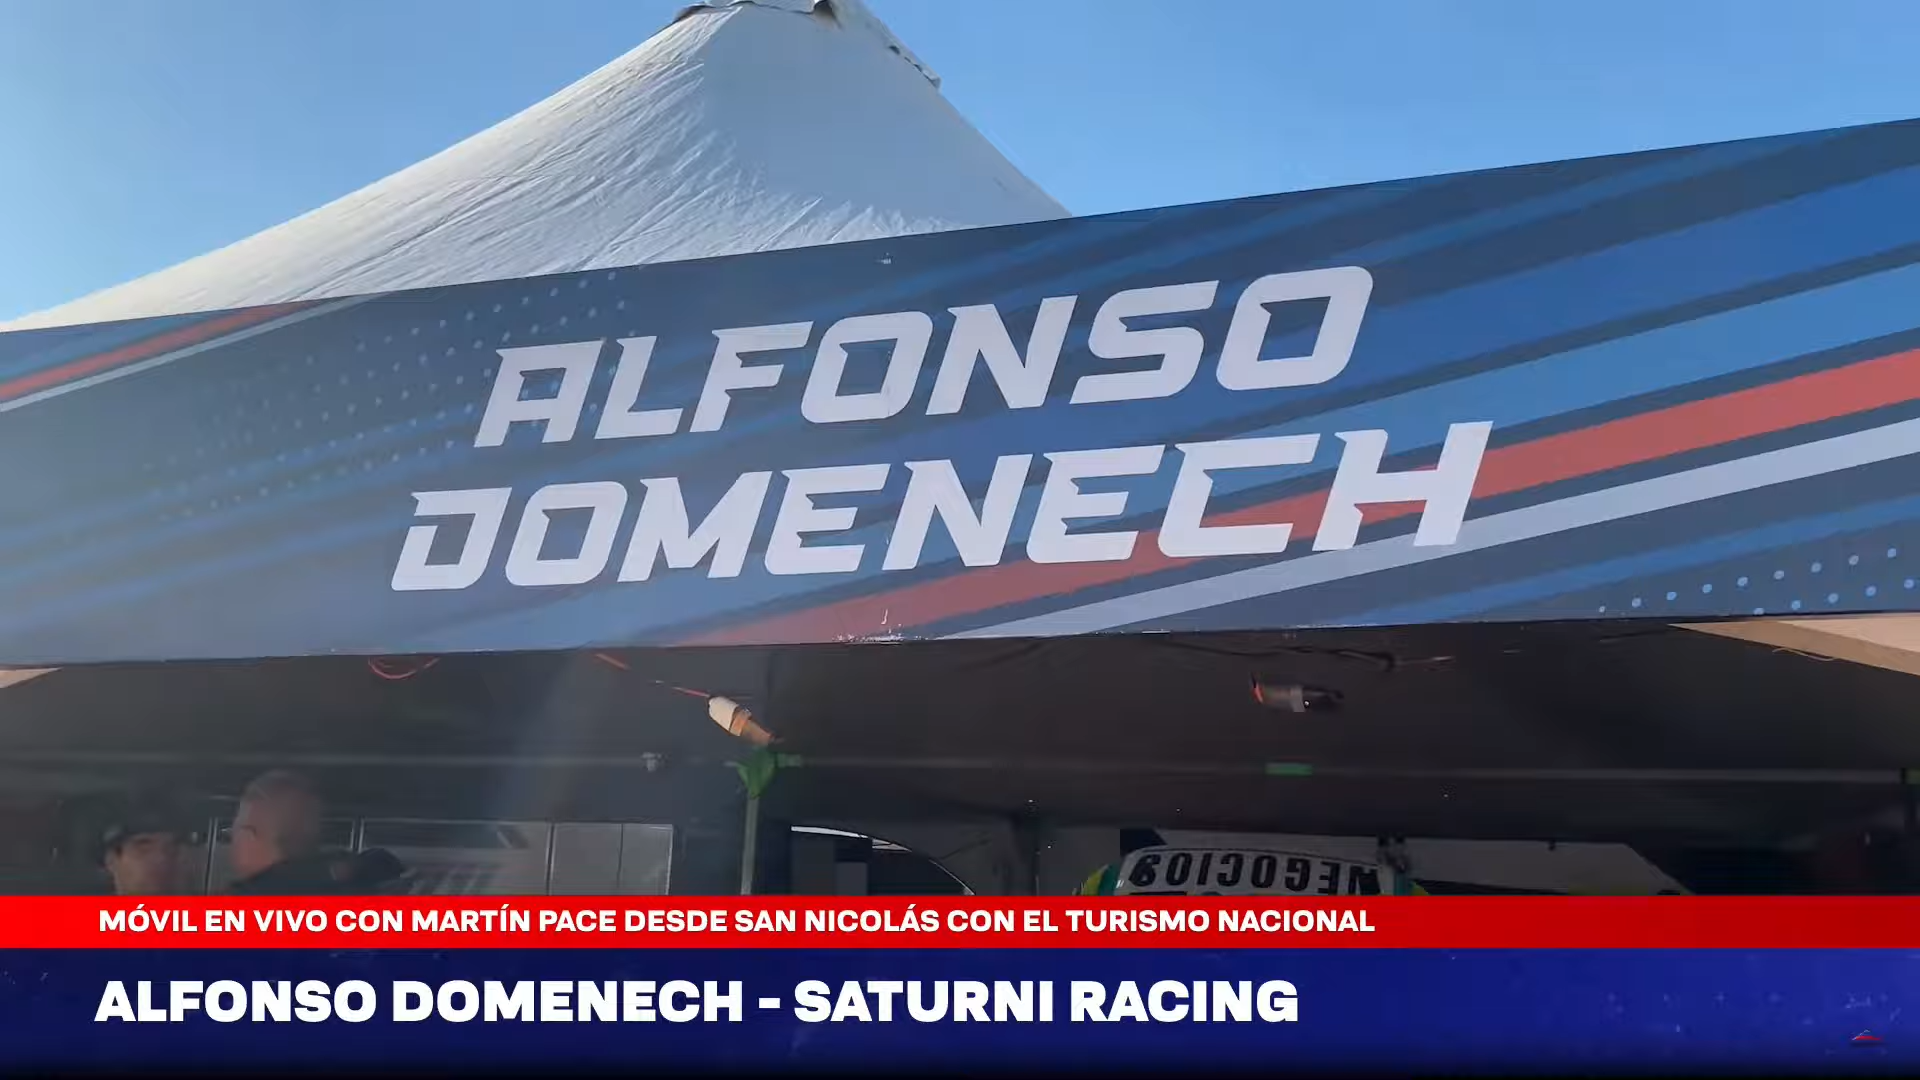 ALFONSO
DOMENECH
NEGOCIOS
MÓVIL EN VIVO CON MARTÍN PACE DESDE SAN NICOLÁS CON EL TURISMO NACIONAL
ALFONSO DOMENECH - SATURNI RACING